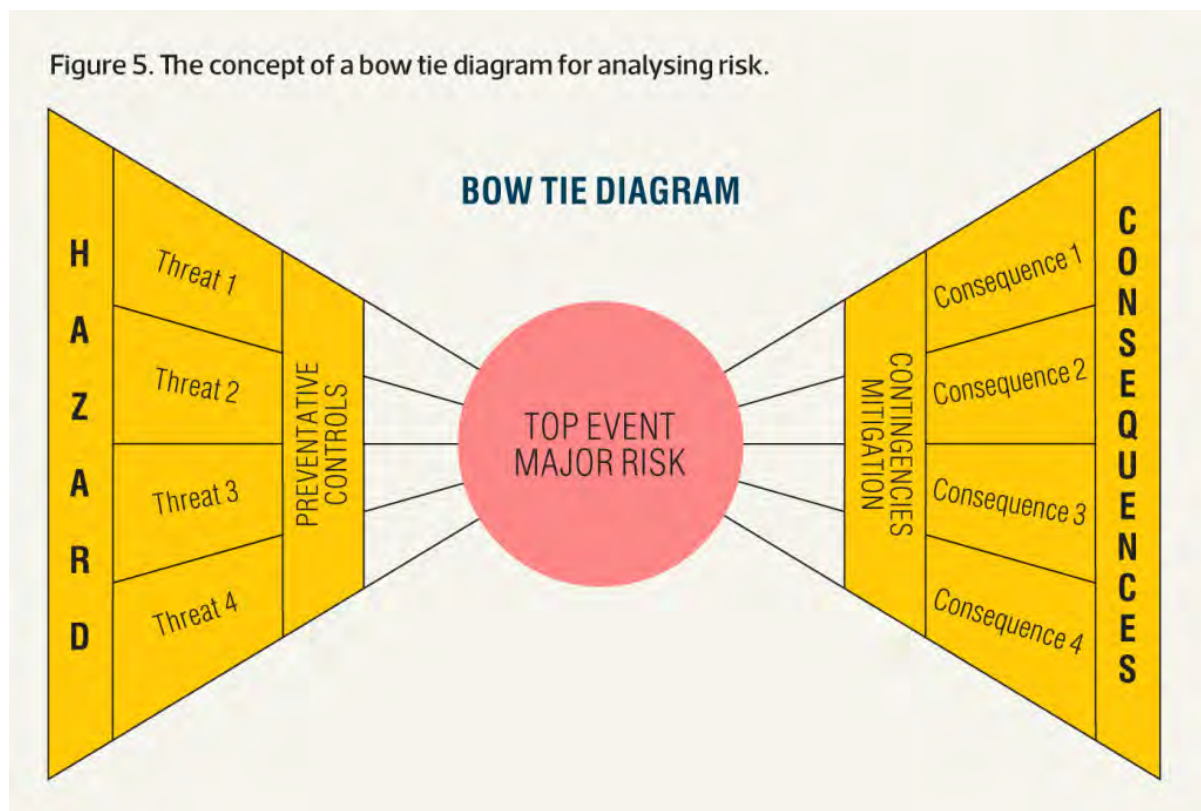 Figure 5. The concept of a bow tie diagram for analysing risk.
BOW TIE DIAGRAM
HAZARD
Threat 1
Threat 2
Threat 3
Threat 4
PREVENTATIVE
CONTROLS
TOP EVENT
MAJOR RISK
CONTINGENCIES
MITIGATION
Consequence 1
Consequence 2
Consequence 3
Consequence 4
CONSEQUENCES